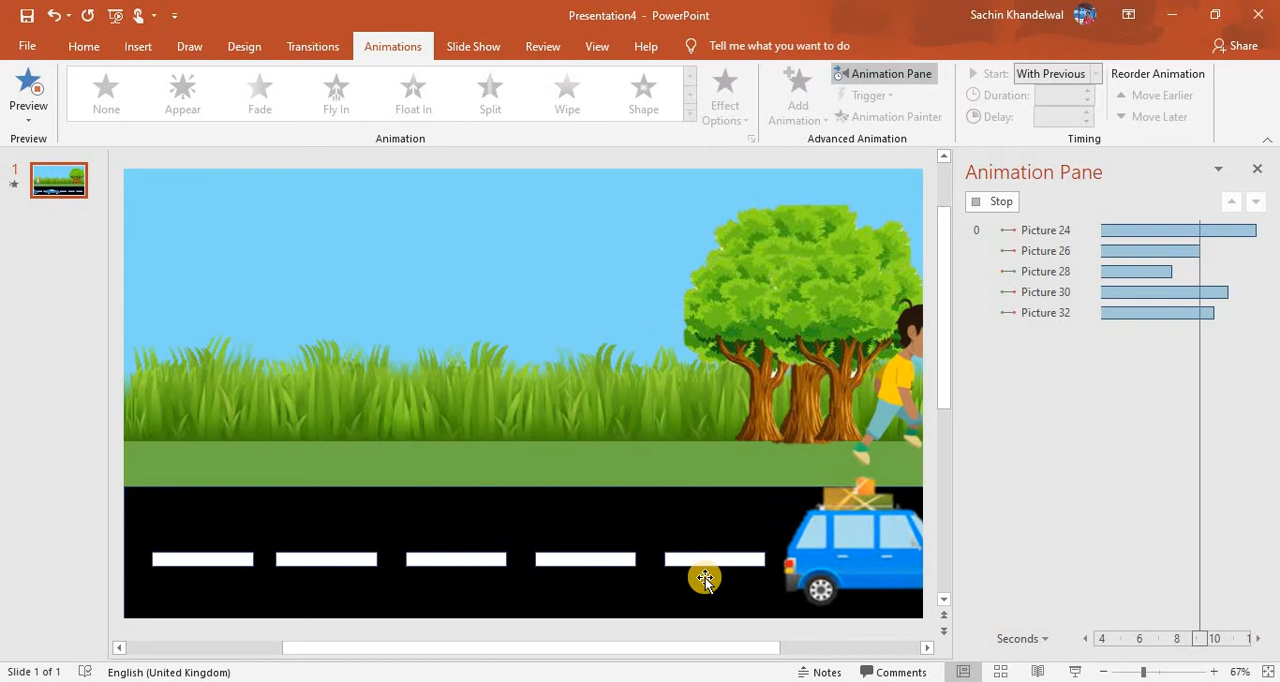 Presentation4 - PowerPoint
Sachin Khandelwal
File
Home
Insert
Draw
Design
Transitions
Animations
Slide Show
Review
View
Help
Tell me what you want to do
Share
Preview
Preview
None
Appear
Fade
Fly In
Float In
Split
Wipe
Shape
Animation
Effect Options
Add Animation
Animation Pane
Trigger
Animation Painter
Advanced Animation
Start: With Previous
Duration:
Delay:
Timing
Reorder Animation
Move Earlier
Move Later
1
Animation Pane
Stop
0 Picture 24
Picture 26
Picture 28
Picture 30
Picture 32
Seconds 4 6 8 10 1
Slide 1 of 1
English (United Kingdom)
Notes
Comments
67%